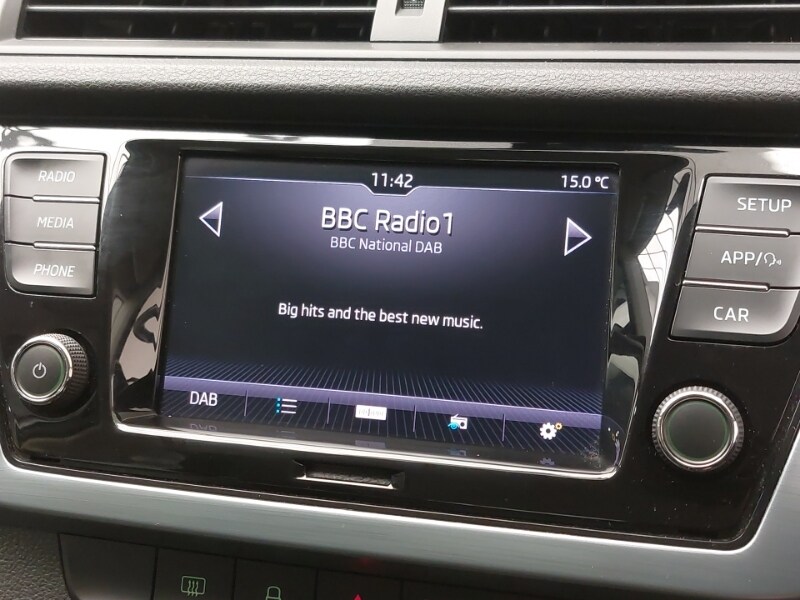 RADIO
MEDIA
PHONE
11:42
15.0 °C
BBC Radio1
BBC National DAB
Big hits and the best new music.
DAB
SETUP
APP/
CAR